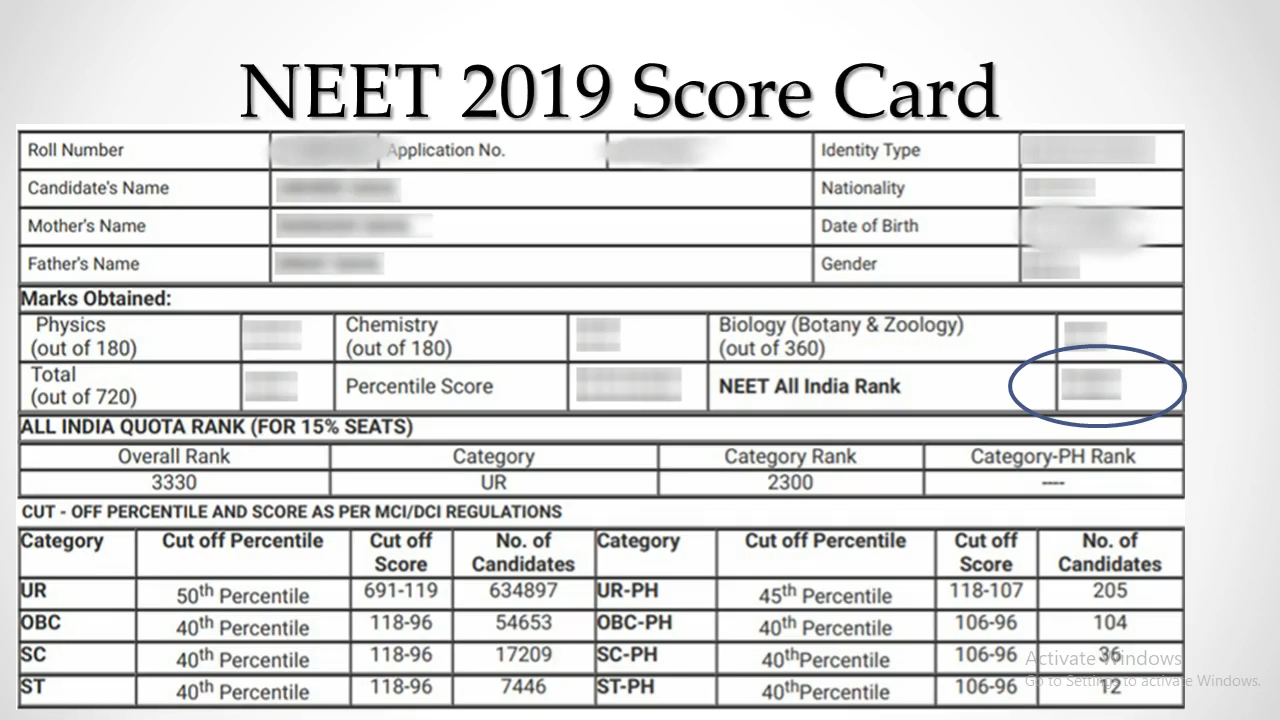 NEET 2019 Score Card
Roll Number Application No. Identity Type
Candidate's Name Nationality
Mother's Name Date of Birth
Father's Name Gender
Marks Obtained:
Physics (out of 180) Chemistry (out of 180) Biology (Botany & Zoology) (out of 360)
Total (out of 720) Percentile Score NEET All India Rank
ALL INDIA QUOTA RANK (FOR 15% SEATS)
Overall Rank Category Category Rank Category-PH Rank
3330 UR 2300 ----
CUT - OFF PERCENTILE AND SCORE AS PER MCI/DCI REGULATIONS
Category Cut off Percentile Cut off Score No. of Candidates Category Cut off Percentile Cut off Score No. of Candidates
UR 50th Percentile 691-119 634897 UR-PH 45th Percentile 118-107 205
OBC 40th Percentile 118-96 54653 OBC-PH 40th Percentile 106-96 104
SC 40th Percentile 118-96 17209 SC-PH 40thPercentile 106-96 36
ST 40th Percentile 118-96 7446 ST-PH 40thPercentile 106-96 12
Activate Windows
Go to Settings to activate Windows.